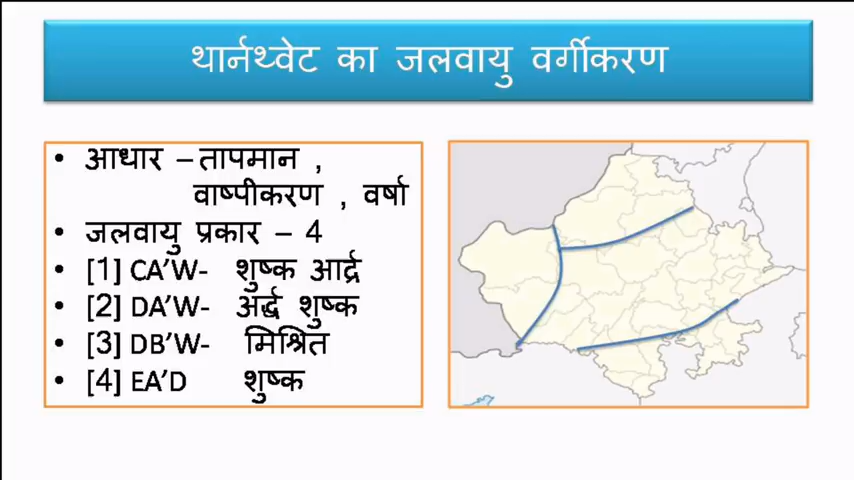 थार्नथ्वेट का जलवायु वर्गीकरण
• आधार – तापमान ,
वाष्पीकरण , वर्षा
• जलवायु प्रकार – 4
• [1] CA'W- शुष्क आर्द्र
• [2] DA'W- अर्द्ध शुष्क
• [3] DB'W- मिश्रित
• [4] EA'D शुष्क